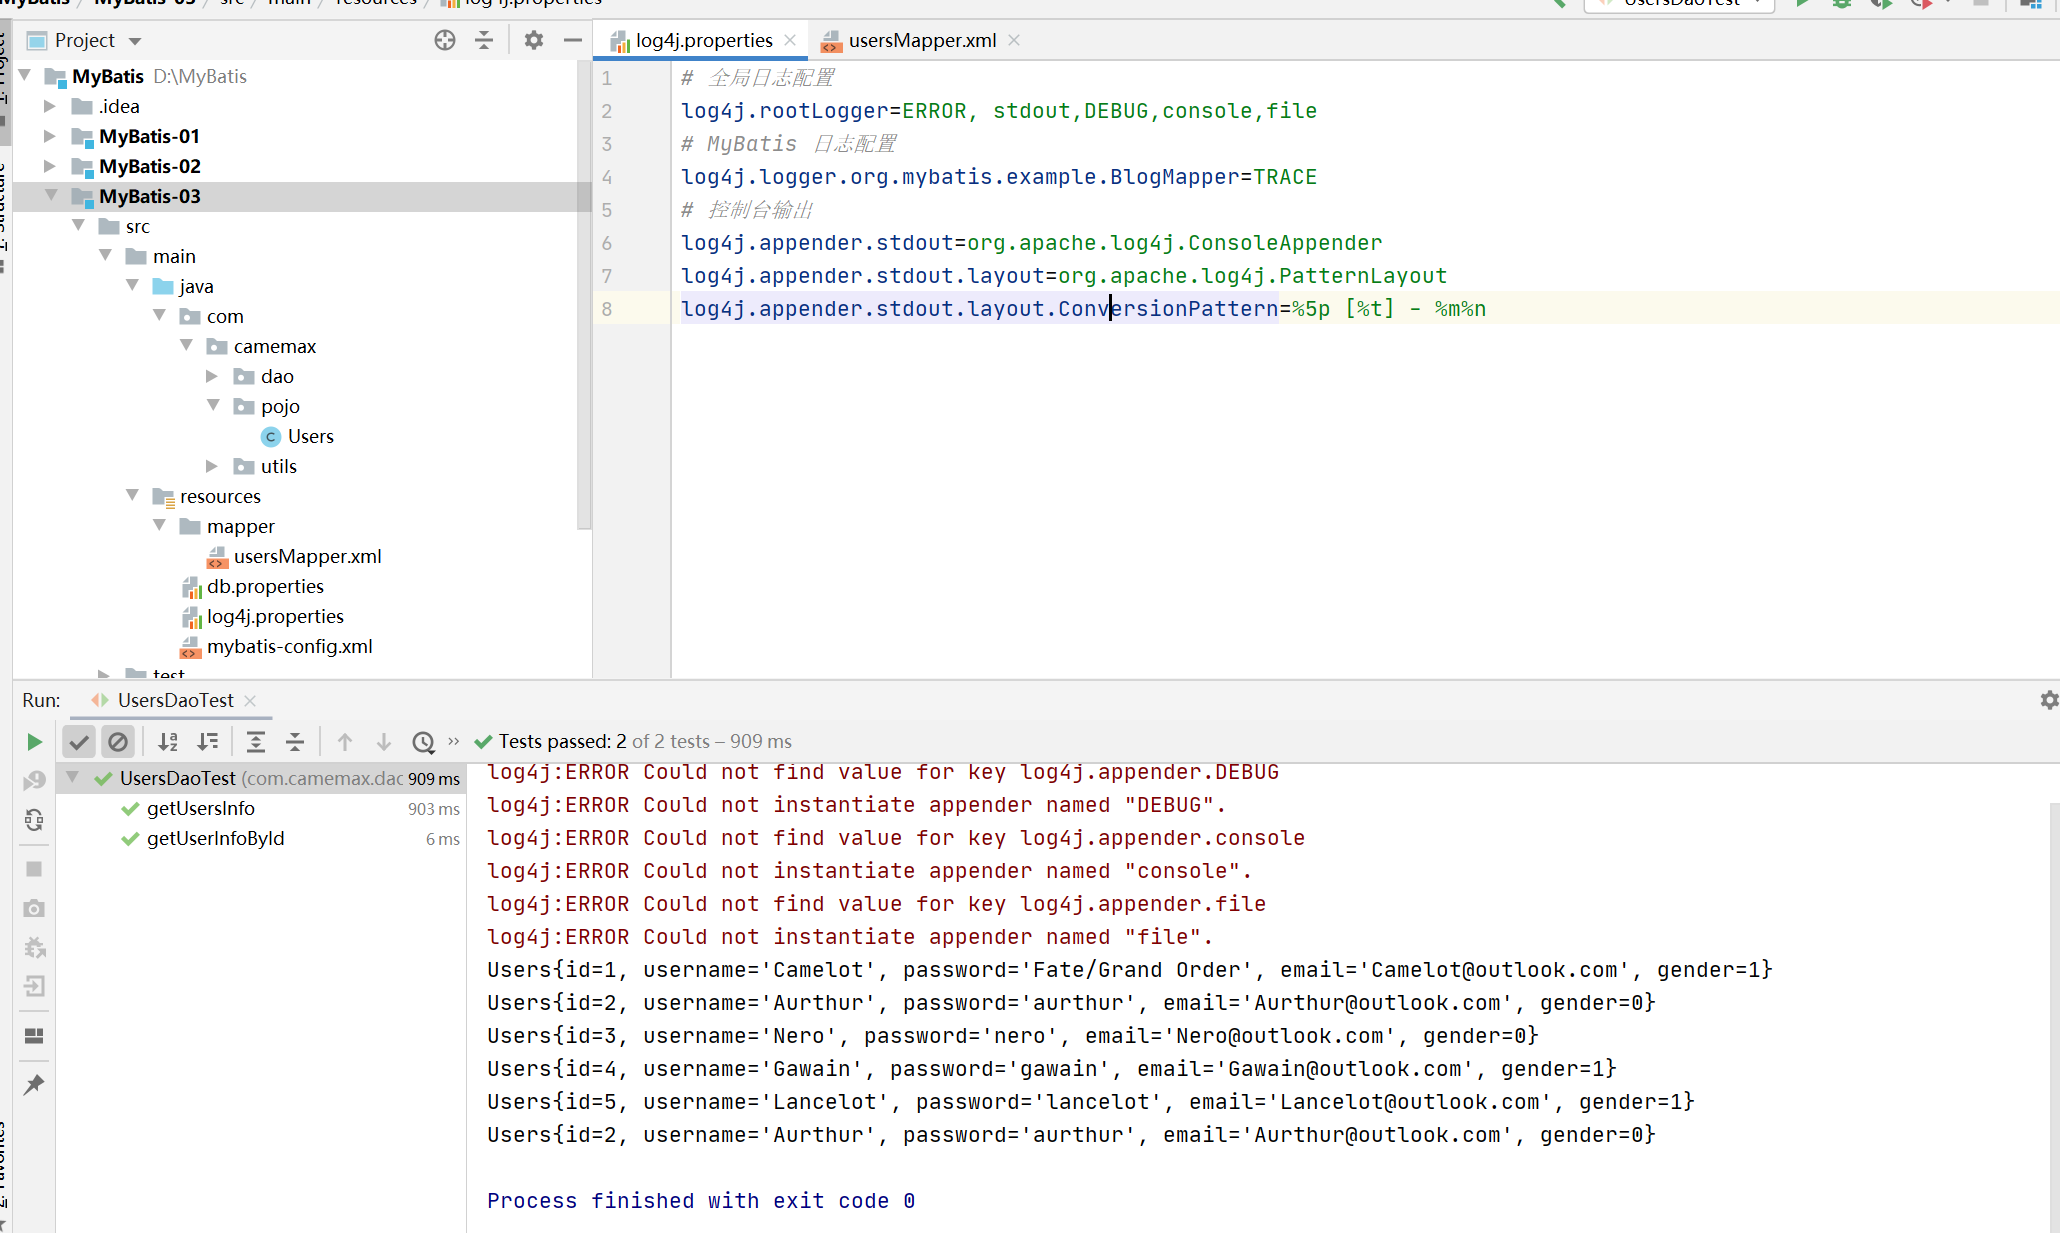 MyBatis / MyBatis-03 / src / main / resources / log4j.properties
UsersDaoTest
Project
log4j.properties
usersMapper.xml
MyBatis D:\MyBatis
.idea
MyBatis-01
MyBatis-02
MyBatis-03
src
main
java
com
camemax
dao
pojo
Users
utils
resources
mapper
usersMapper.xml
db.properties
log4j.properties
mybatis-config.xml
test
1 # 全局日志配置
2 log4j.rootLogger=ERROR, stdout,DEBUG,console,file
3 # MyBatis 日志配置
4 log4j.logger.org.mybatis.example.BlogMapper=TRACE
5 # 控制台输出
6 log4j.appender.stdout=org.apache.log4j.ConsoleAppender
7 log4j.appender.stdout.layout=org.apache.log4j.PatternLayout
8 log4j.appender.stdout.layout.ConversionPattern=%5p [%t] - %m%n
Run: UsersDaoTest
Tests passed: 2 of 2 tests – 909 ms
UsersDaoTest (com.camemax.dao 909 ms
getUsersInfo 903 ms
getUserInfoById 6 ms
log4j:ERROR Could not find value for key log4j.appender.DEBUG
log4j:ERROR Could not instantiate appender named "DEBUG".
log4j:ERROR Could not find value for key log4j.appender.console
log4j:ERROR Could not instantiate appender named "console".
log4j:ERROR Could not find value for key log4j.appender.file
log4j:ERROR Could not instantiate appender named "file".
Users{id=1, username='Camelot', password='Fate/Grand Order', email='Camelot@outlook.com', gender=1}
Users{id=2, username='Aurthur', password='aurthur', email='Aurthur@outlook.com', gender=0}
Users{id=3, username='Nero', password='nero', email='Nero@outlook.com', gender=0}
Users{id=4, username='Gawain', password='gawain', email='Gawain@outlook.com', gender=1}
Users{id=5, username='Lancelot', password='lancelot', email='Lancelot@outlook.com', gender=1}
Users{id=2, username='Aurthur', password='aurthur', email='Aurthur@outlook.com', gender=0}
Process finished with exit code 0
1: Project
Z: Structure
2: Favorites